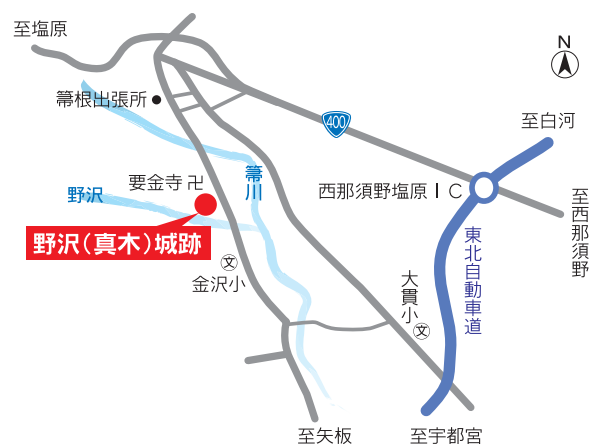 至塩原
N
箒根出張所
400
至白河
要金寺卍
箒川
西那須野塩原IC
野沢
至西那須野
野沢(真木)城跡
東北自動車道
文
金沢小
大貫小
文
至矢板
至宇都宮